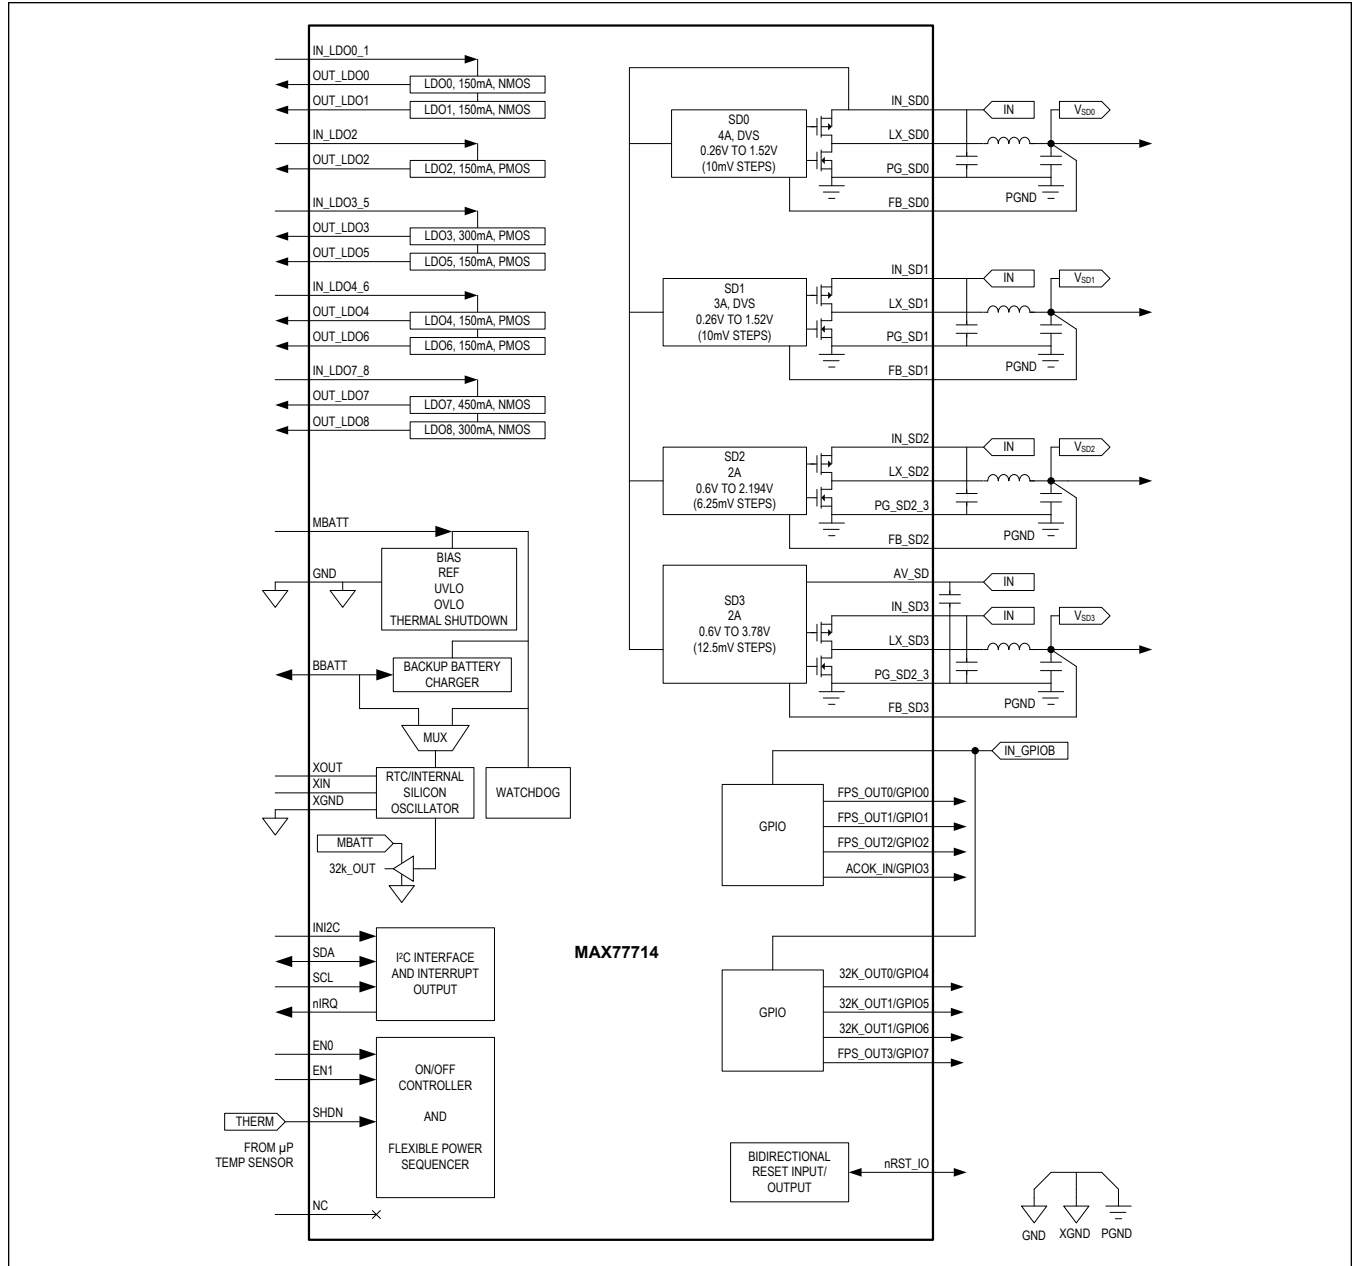 IN_LDO0_1
OUT_LDO0
LDO0, 150mA, NMOS
OUT_LDO1
LDO1, 150mA, NMOS
IN_LDO2
OUT_LDO2
LDO2, 150mA, PMOS
IN_LDO3_5
OUT_LDO3
LDO3, 300mA, PMOS
OUT_LDO5
LDO5, 150mA, PMOS
IN_LDO4_6
OUT_LDO4
LDO4, 150mA, PMOS
OUT_LDO6
LDO6, 150mA, PMOS
IN_LDO7_8
OUT_LDO7
LDO7, 450mA, NMOS
OUT_LDO8
LDO8, 300mA, NMOS
MBATT
GND
BIAS
REF
UVLO
OVLO
THERMAL SHUTDOWN
BBATT
BACKUP BATTERY
CHARGER
MUX
XOUT
XIN
XGND
RTC/INTERNAL
SILICON
OSCILLATOR
WATCHDOG
MBATT
32k_OUT
INI2C
SDA
SCL
nIRQ
I²C INTERFACE
AND INTERRUPT
OUTPUT
EN0
EN1
SHDN
THERM
FROM µP
TEMP SENSOR
ON/OFF
CONTROLLER
AND
FLEXIBLE POWER
SEQUENCER
NC
MAX77714
SD0
4A, DVS
0.26V TO 1.52V
(10mV STEPS)
IN_SD0
LX_SD0
PG_SD0
FB_SD0
IN
VSD0
PGND
SD1
3A, DVS
0.26V TO 1.52V
(10mV STEPS)
IN_SD1
LX_SD1
PG_SD1
FB_SD1
IN
VSD1
PGND
SD2
2A
0.6V TO 2.194V
(6.25mV STEPS)
IN_SD2
LX_SD2
PG_SD2_3
FB_SD2
IN
VSD2
PGND
SD3
2A
0.6V TO 3.78V
(12.5mV STEPS)
AV_SD
IN_SD3
LX_SD3
PG_SD2_3
FB_SD3
IN
IN
VSD3
PGND
IN_GPIOB
GPIO
FPS_OUT0/GPIO0
FPS_OUT1/GPIO1
FPS_OUT2/GPIO2
ACOK_IN/GPIO3
GPIO
32K_OUT0/GPIO4
32K_OUT1/GPIO5
32K_OUT1/GPIO6
FPS_OUT3/GPIO7
BIDIRECTIONAL
RESET INPUT/
OUTPUT
nRST_IO
GND
XGND
PGND